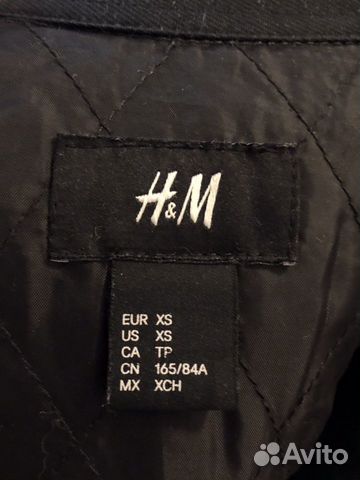 H&M
EUR XS
US XS
CA TP
CN 165/84A
MX XCH
Avito